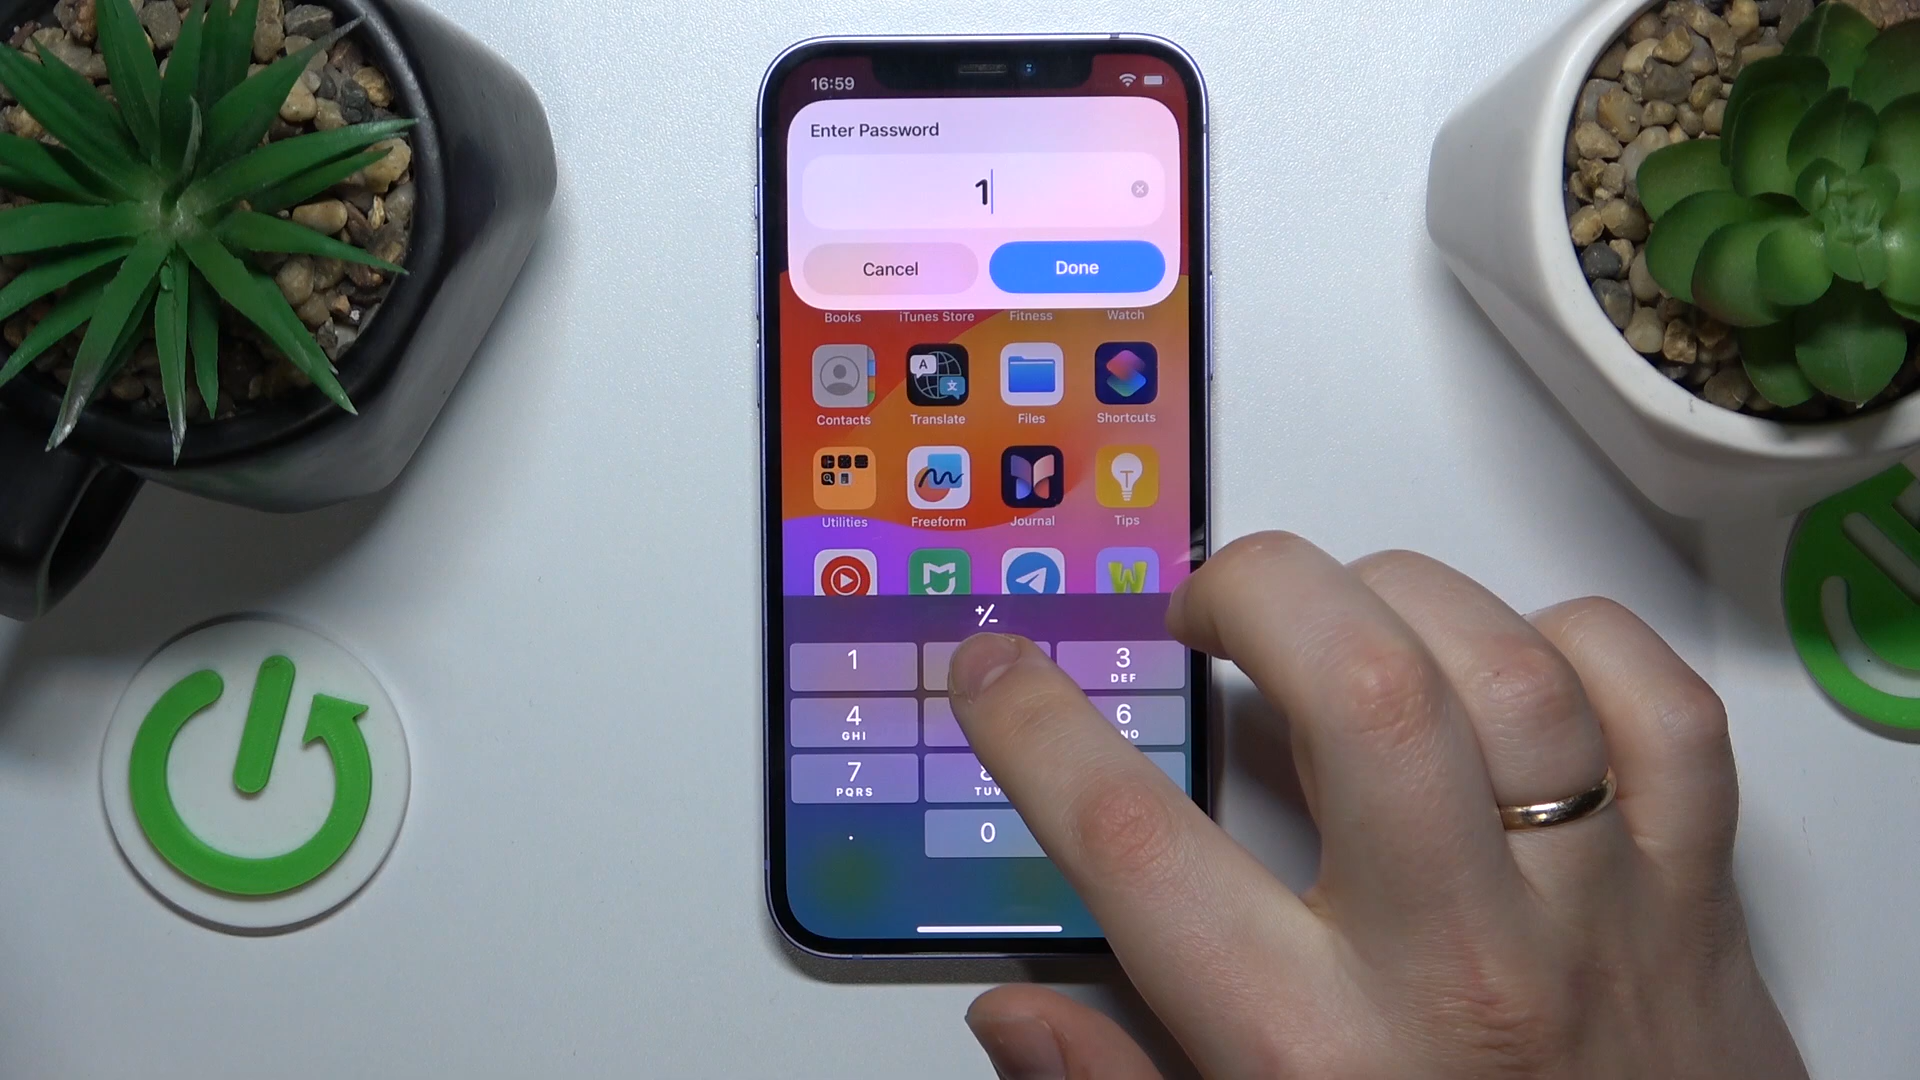 16:59
Enter Password
1
Cancel Done
Books iTunes Store Fitness Watch
Contacts Translate Files Shortcuts
Utilities Freeform Journal Tips
+/-
1 3
DEF
4 6
GHI NO
7 8
PQRS TUV
. 0